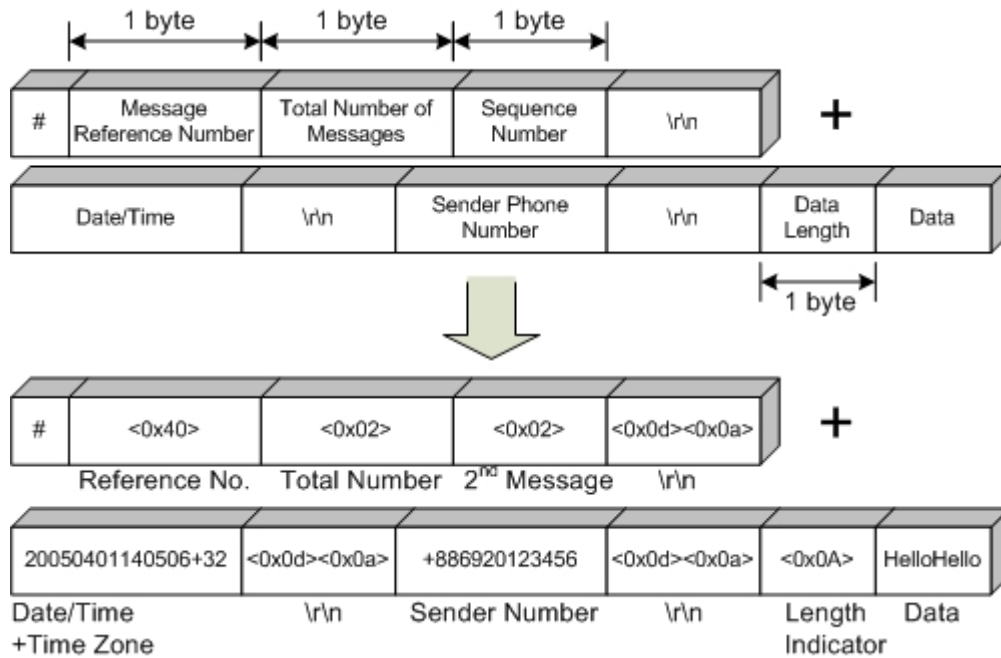 1 byte 1 byte 1 byte
# Message Reference Number Total Number of Messages Sequence Number \r\n +
Date/Time \r\n Sender Phone Number \r\n Data Length Data
1 byte
# <0x40> <0x02> <0x02> <0x0d><0x0a> +
Reference No. Total Number 2nd Message \r\n
20050401140506+32 <0x0d><0x0a> +886920123456 <0x0d><0x0a> <0x0A> HelloHello
Date/Time +Time Zone \r\n Sender Number \r\n Length Indicator Data